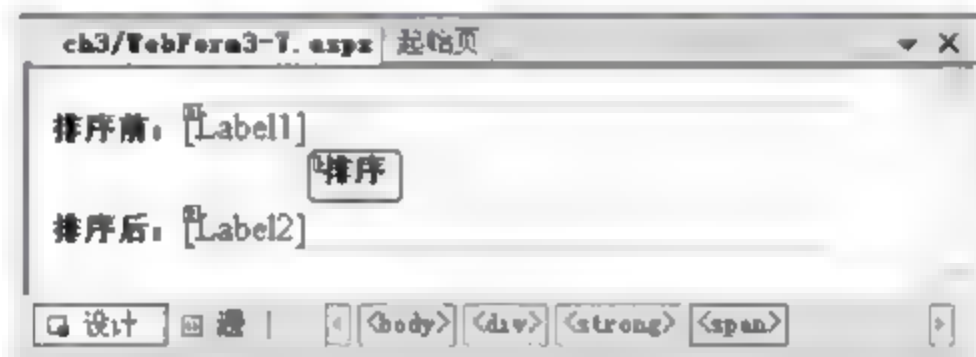 ch3/WebForm3-7.aspx 起始页
排序前：[Label1]
排序
排序后：[Label2]
设计 <body> <div> <strong> <span>